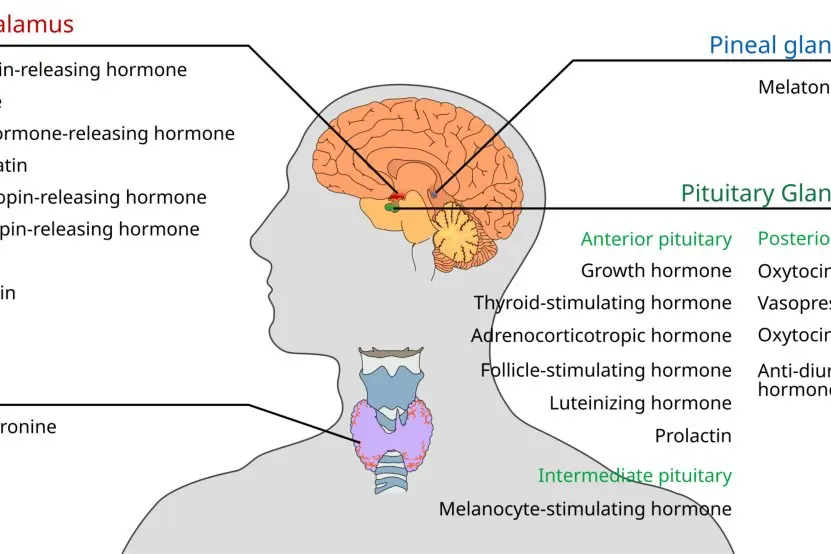 alamus
in-releasing hormone
e
ormone-releasing hormone
atin
opin-releasing hormone
pin-releasing hormone
in
ronine
Pineal glan
Melaton
Pituitary Glan
Anterior pituitary
Growth hormone
Thyroid-stimulating hormone
Adrenocorticotropic hormone
Follicle-stimulating hormone
Luteinizing hormone
Prolactin
Intermediate pituitary
Melanocyte-stimulating hormone
Posterio
Oxytocin
Vasopres
Oxytocin
Anti-diur
hormone